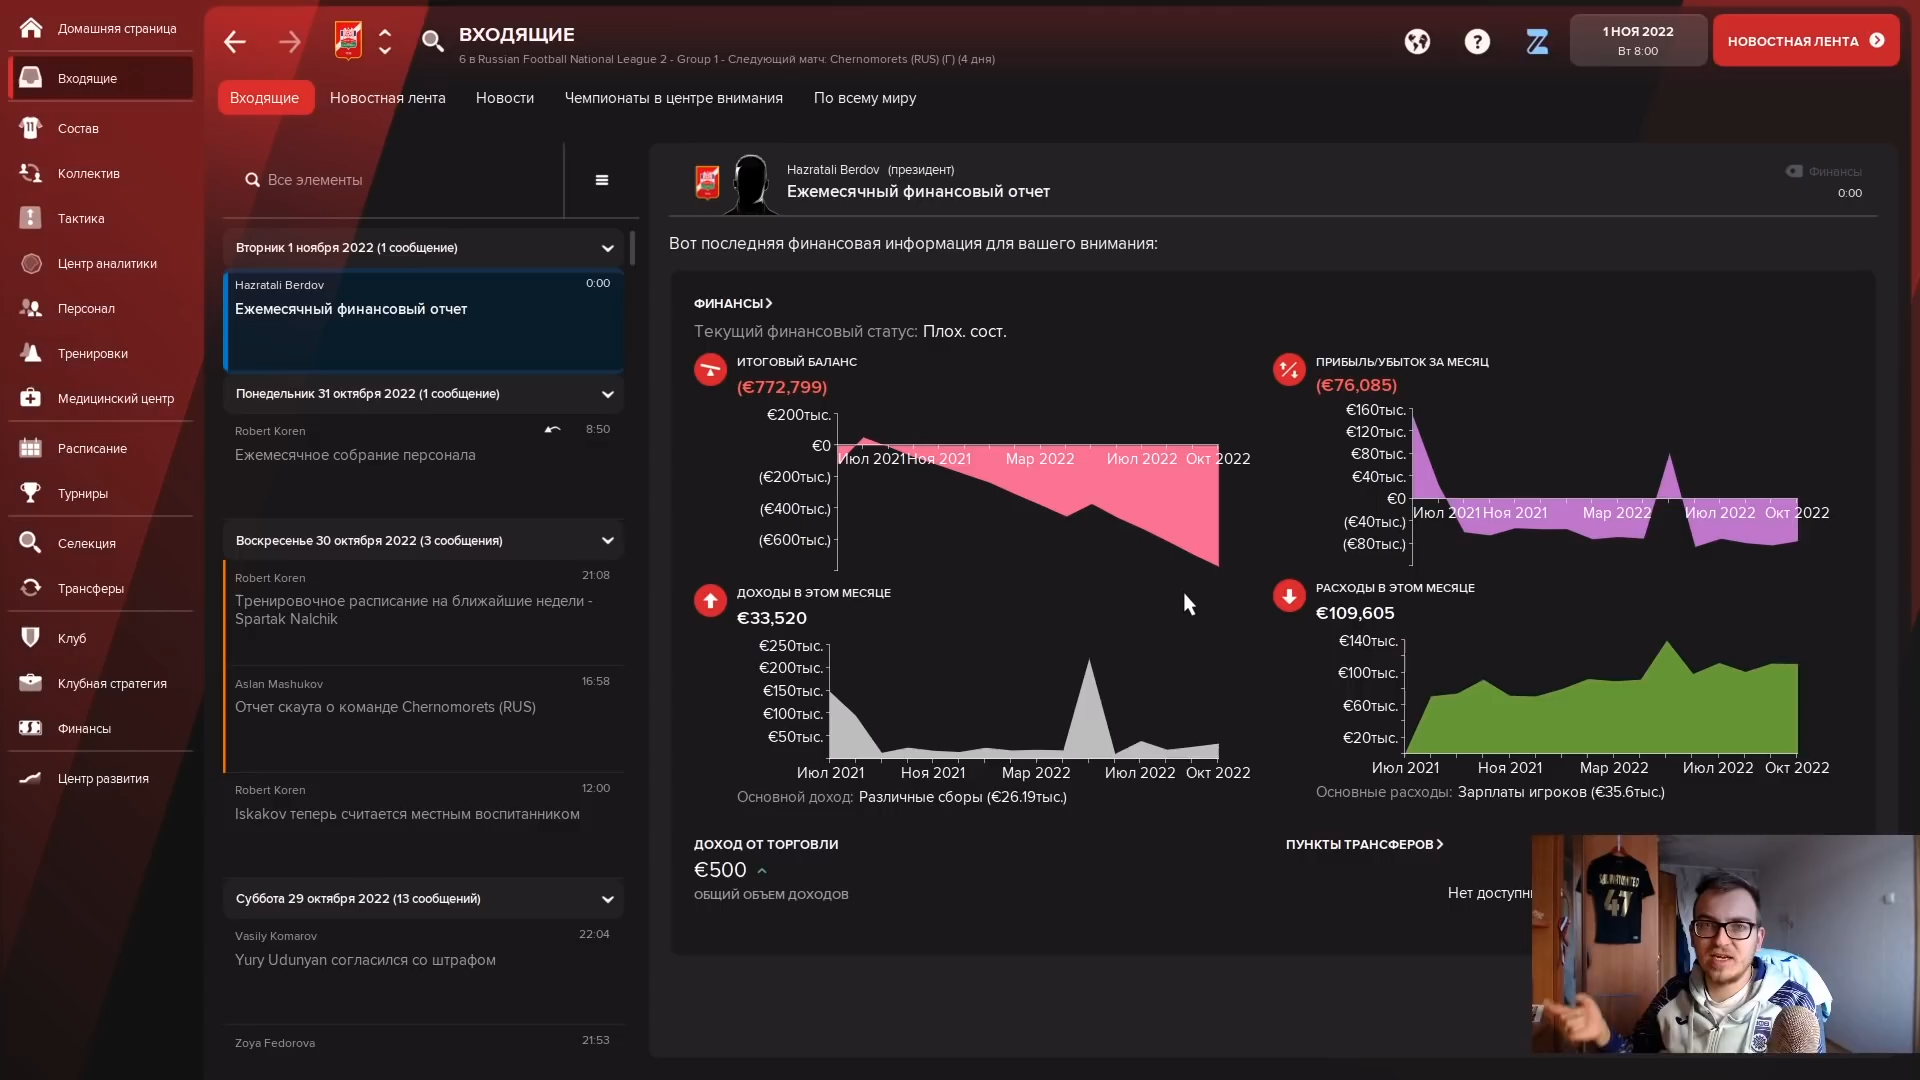 Домашняя страница
Входящие
Состав
Коллектив
Тактика
Центр аналитики
Персонал
Тренировки
Медицинский центр
Расписание
Турниры
Селекция
Трансферы
Клуб
Клубная стратегия
Финансы
Центр развития
ВХОДЯЩИЕ
6 в Russian Football National League 2 - Group 1 - Следующий матч: Chernomorets (RUS) (Г) (4 дня)
1 НОЯ 2022
Вт 8:00
НОВОСТНАЯ ЛЕНТА
Входящие
Новостная лента
Новости
Чемпионаты в центре внимания
По всему миру
Все элементы
Вторник 1 ноября 2022 (1 сообщение)
Hazratali Berdov 0:00
Ежемесячный финансовый отчет
Понедельник 31 октября 2022 (1 сообщение)
Robert Koren 8:50
Ежемесячное собрание персонала
Воскресенье 30 октября 2022 (3 сообщения)
Robert Koren 21:08
Тренировочное расписание на ближайшие недели -
Spartak Nalchik
Aslan Mashukov 16:58
Отчет скаута о команде Chernomorets (RUS)
Robert Koren 12:00
Iskakov теперь считается местным воспитанником
Суббота 29 октября 2022 (13 сообщений)
Vasily Komarov 22:04
Yury Udunyan согласился со штрафом
Zoya Fedorova 21:53
Hazratali Berdov (президент)
Ежемесячный финансовый отчет
Финансы
0:00
Вот последняя финансовая информация для вашего внимания:
ФИНАНСЫ
Текущий финансовый статус: Плох. сост.
ИТОГОВЫЙ БАЛАНС
(€772,799)
€200тыс.
€0
(€200тыс.)
(€400тыс.)
(€600тыс.)
Июл 2021 Ноя 2021 Мар 2022 Июл 2022 Окт 2022
ПРИБЫЛЬ/УБЫТОК ЗА МЕСЯЦ
(€76,085)
€160тыс.
€120тыс.
€80тыс.
€40тыс.
€0
(€40тыс.)
(€80тыс.)
Июл 2021 Ноя 2021 Мар 2022 Июл 2022 Окт 2022
ДОХОДЫ В ЭТОМ МЕСЯЦЕ
€33,520
€250тыс.
€200тыс.
€150тыс.
€100тыс.
€50тыс.
Июл 2021 Ноя 2021 Мар 2022 Июл 2022 Окт 2022
Основной доход: Различные сборы (€26.19тыс.)
РАСХОДЫ В ЭТОМ МЕСЯЦЕ
€109,605
€140тыс.
€100тыс.
€60тыс.
€20тыс.
Июл 2021 Ноя 2021 Мар 2022 Июл 2022 Окт 2022
Основные расходы: Зарплаты игроков (€35.6тыс.)
ДОХОД ОТ ТОРГОВЛИ
€500
ОБЩИЙ ОБЪЕМ ДОХОДОВ
ПУНКТЫ ТРАНСФЕРОВ
Нет
47